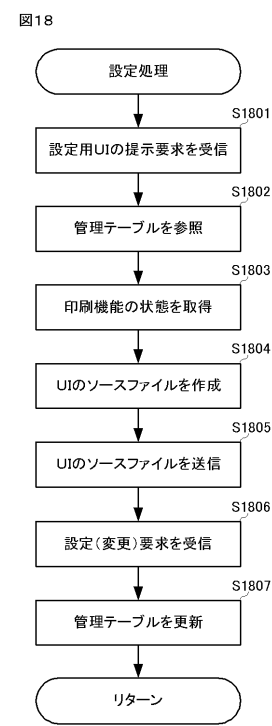 図18
設定処理
S1801
設定用UIの提示要求を受信
S1802
管理テーブルを参照
S1803
印刷機能の状態を取得
S1804
UIのソースファイルを作成
S1805
UIのソースファイルを送信
S1806
設定(変更)要求を受信
S1807
管理テーブルを更新
リターン